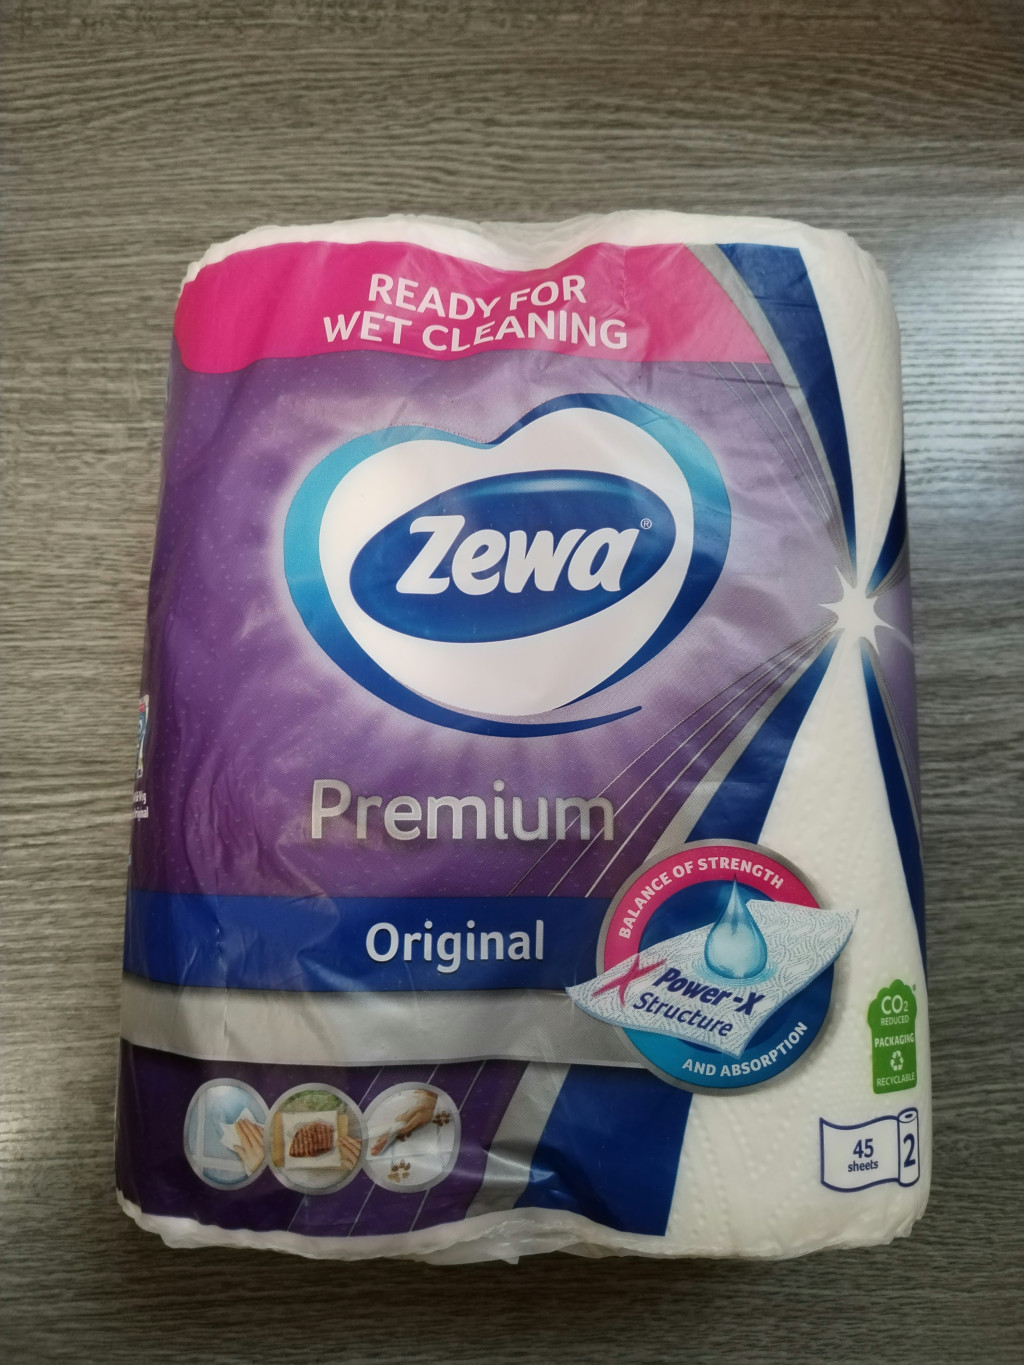 READY FOR
WET CLEANING
Zewa®
Premium
Original
BALANCE OF STRENGTH
Power-X
Structure
AND ABSORPTION
CO2
REDUCED
PACKAGING
RECYCLABLE
45
sheets
2